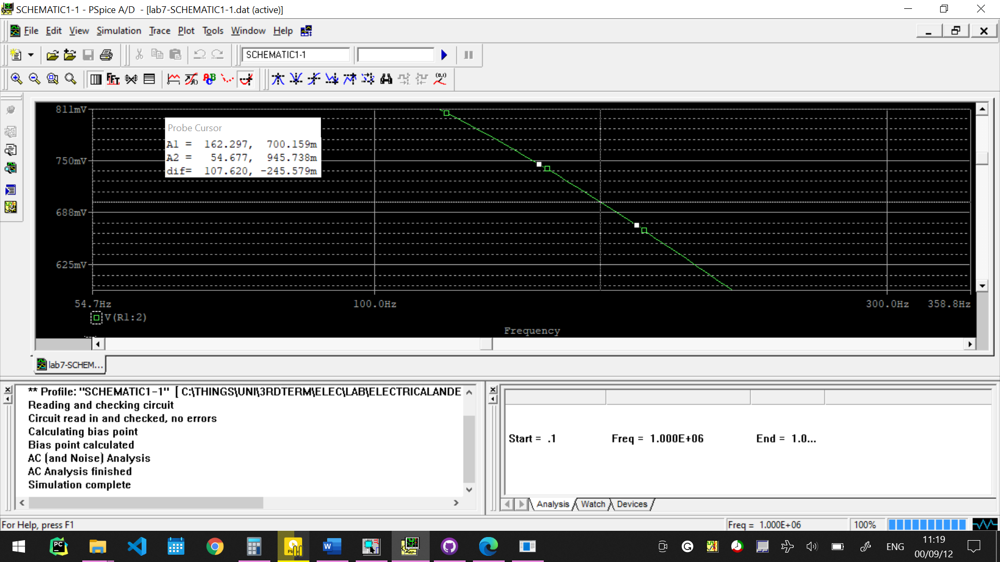 SCHEMATIC1-1 - PSpice A/D - [lab7-SCHEMATIC1-1.dat (active)]
File Edit View Simulation Trace Plot Tools Window Help
SCHEMATIC1-1
811mV
750mV
688mV
625mV
Probe Cursor
A1 = 162.297, 700.159m
A2 = 54.677, 945.738m
dif= 107.620, -245.579m
54.7Hz 100.0Hz 300.0Hz 358.8Hz
V(R1:2)
Frequency
lab7-SCHEM...
** Profile: "SCHEMATIC1-1" [ C:\THINGS\UNI\3RDTERM\ELEC\LAB\ELECTRICALANDE
Reading and checking circuit
Circuit read in and checked, no errors
Calculating bias point
Bias point calculated
AC (and Noise) Analysis
AC Analysis finished
Simulation complete
Start = .1 Freq = 1.000E+06 End = 1.0...
Analysis Watch Devices
For Help, press F1
Freq = 1.000E+06 100%
ENG
11:19
00/09/12